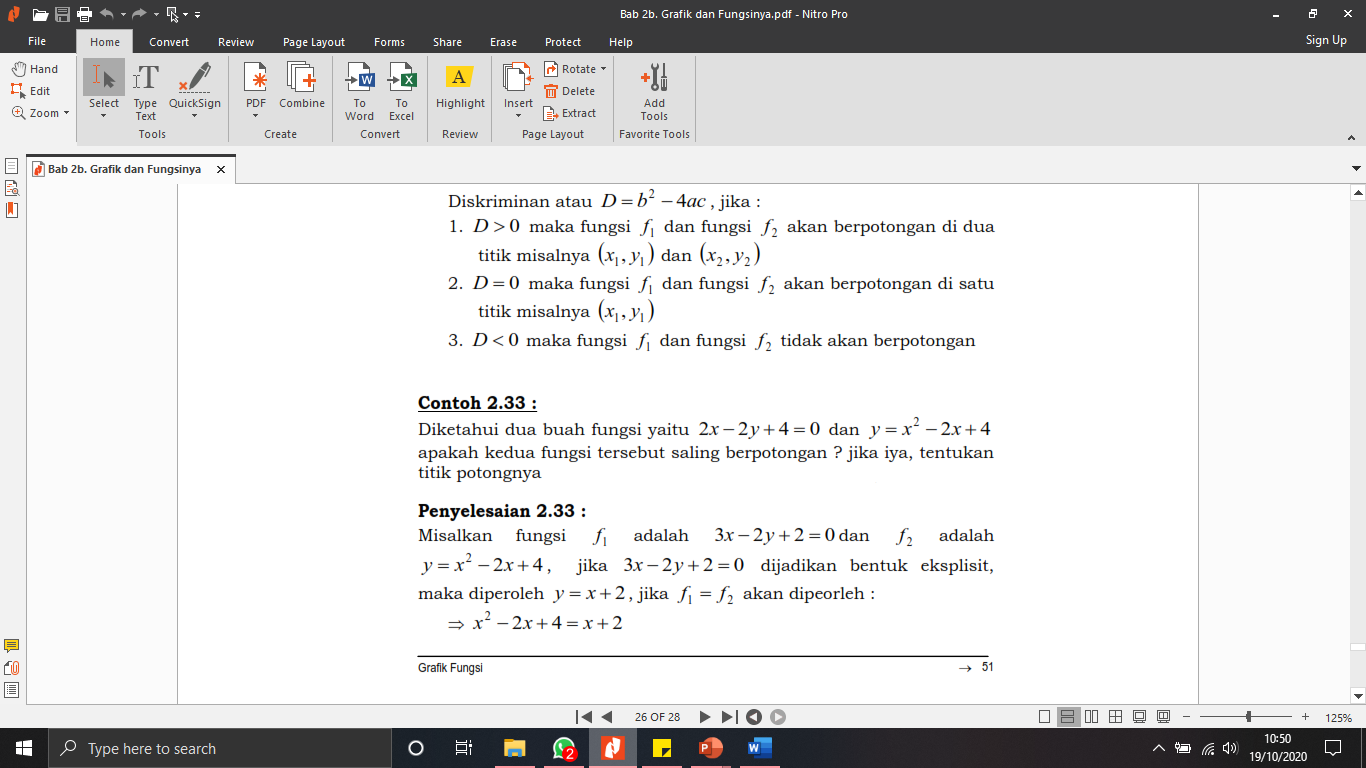 Bab 2b. Grafik dan Fungsinya.pdf - Nitro Pro
File Home Convert Review Page Layout Forms Share Erase Protect Help Sign Up
Hand
Edit
Zoom
Select
Type Text
QuickSign
Tools
PDF
Combine
Create
To Word
To Excel
Convert
Highlight
Review
Insert
Rotate
Delete
Extract
Page Layout
Add Tools
Favorite Tools
Bab 2b. Grafik dan Fungsinya
Diskriminan atau D = b² − 4ac , jika :
1. D > 0 maka fungsi f₁ dan fungsi f₂ akan berpotongan di dua
titik misalnya (x₁, y₁) dan (x₂, y₂)
2. D = 0 maka fungsi f₁ dan fungsi f₂ akan berpotongan di satu
titik misalnya (x₁, y₁)
3. D < 0 maka fungsi f₁ dan fungsi f₂ tidak akan berpotongan
Contoh 2.33 :
Diketahui dua buah fungsi yaitu 2x − 2y + 4 = 0 dan y = x² − 2x + 4
apakah kedua fungsi tersebut saling berpotongan ? jika iya, tentukan
titik potongnya
Penyelesaian 2.33 :
Misalkan fungsi f₁ adalah 3x − 2y + 2 = 0 dan f₂ adalah
y = x² − 2x + 4 , jika 3x − 2y + 2 = 0 dijadikan bentuk eksplisit,
maka diperoleh y = x + 2 , jika f₁ = f₂ akan dipeorleh :
⇒ x² − 2x + 4 = x + 2
Grafik Fungsi → 51
26 OF 28
125%
Type here to search
2
10:50
19/10/2020